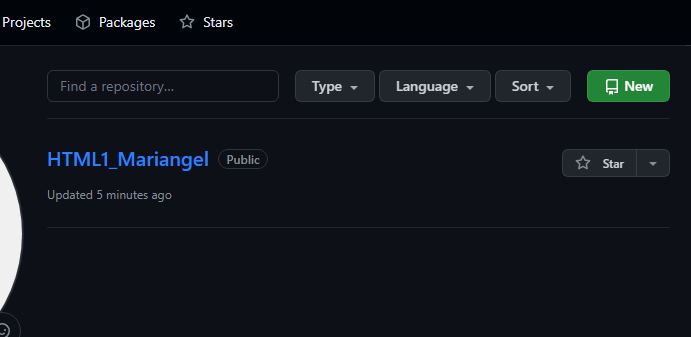 Projects Packages Stars
Find a repository... Type Language Sort New
HTML1_Mariangel Public Star
Updated 5 minutes ago